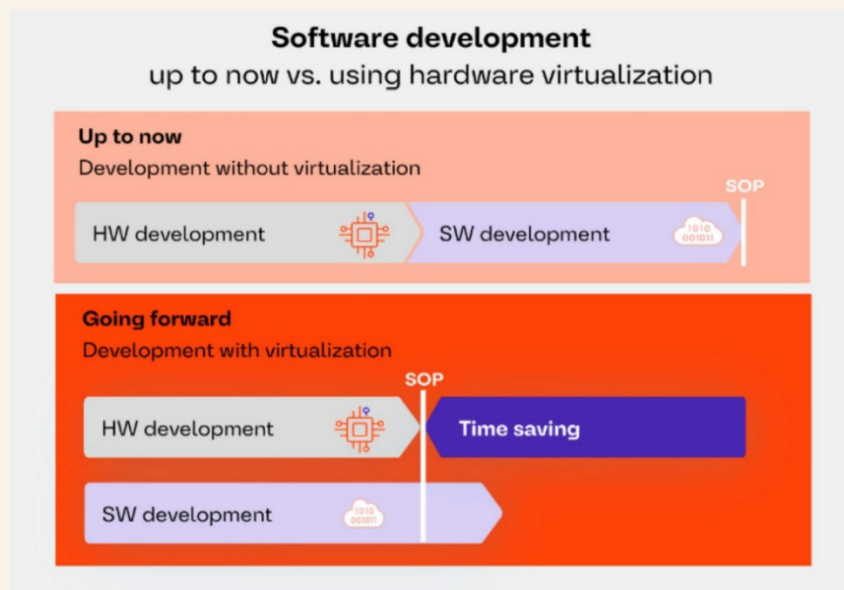 Software development
up to now vs. using hardware virtualization
Up to now
Development without virtualization
SOP
HW development
SW development
1010
001011
Going forward
Development with virtualization
SOP
HW development
Time saving
SW development
1010
001011